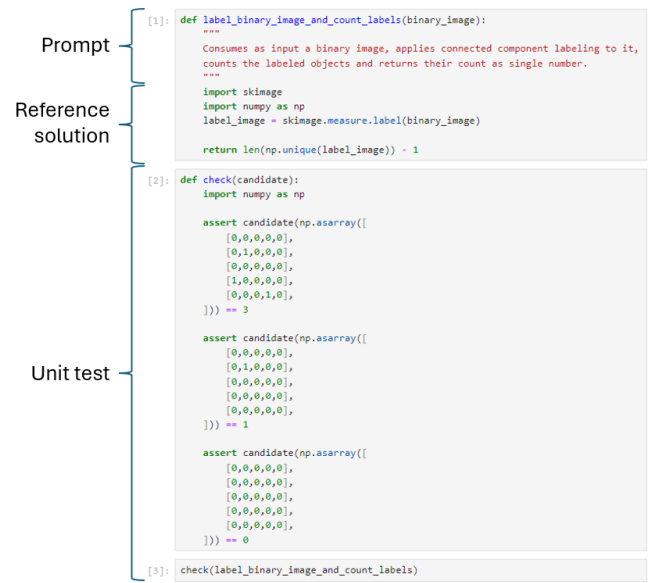 Prompt
Reference
solution
Unit test
[1]: def label_binary_image_and_count_labels(binary_image):
"""
Consumes as input a binary image, applies connected component labeling to it,
counts the labeled objects and returns their count as single number.
"""
import skimage
import numpy as np
label_image = skimage.measure.label(binary_image)
return len(np.unique(label_image)) - 1
[2]: def check(candidate):
import numpy as np
assert candidate(np.asarray([
[0,0,0,0,0],
[0,1,0,0,0],
[0,0,0,0,0],
[1,0,0,0,0],
[0,0,0,1,0],
])) == 3
assert candidate(np.asarray([
[0,0,0,0,0],
[0,1,0,0,0],
[0,0,0,0,0],
[0,0,0,0,0],
[0,0,0,0,0],
])) == 1
assert candidate(np.asarray([
[0,0,0,0,0],
[0,0,0,0,0],
[0,0,0,0,0],
[0,0,0,0,0],
[0,0,0,0,0],
])) == 0
[3]: check(label_binary_image_and_count_labels)